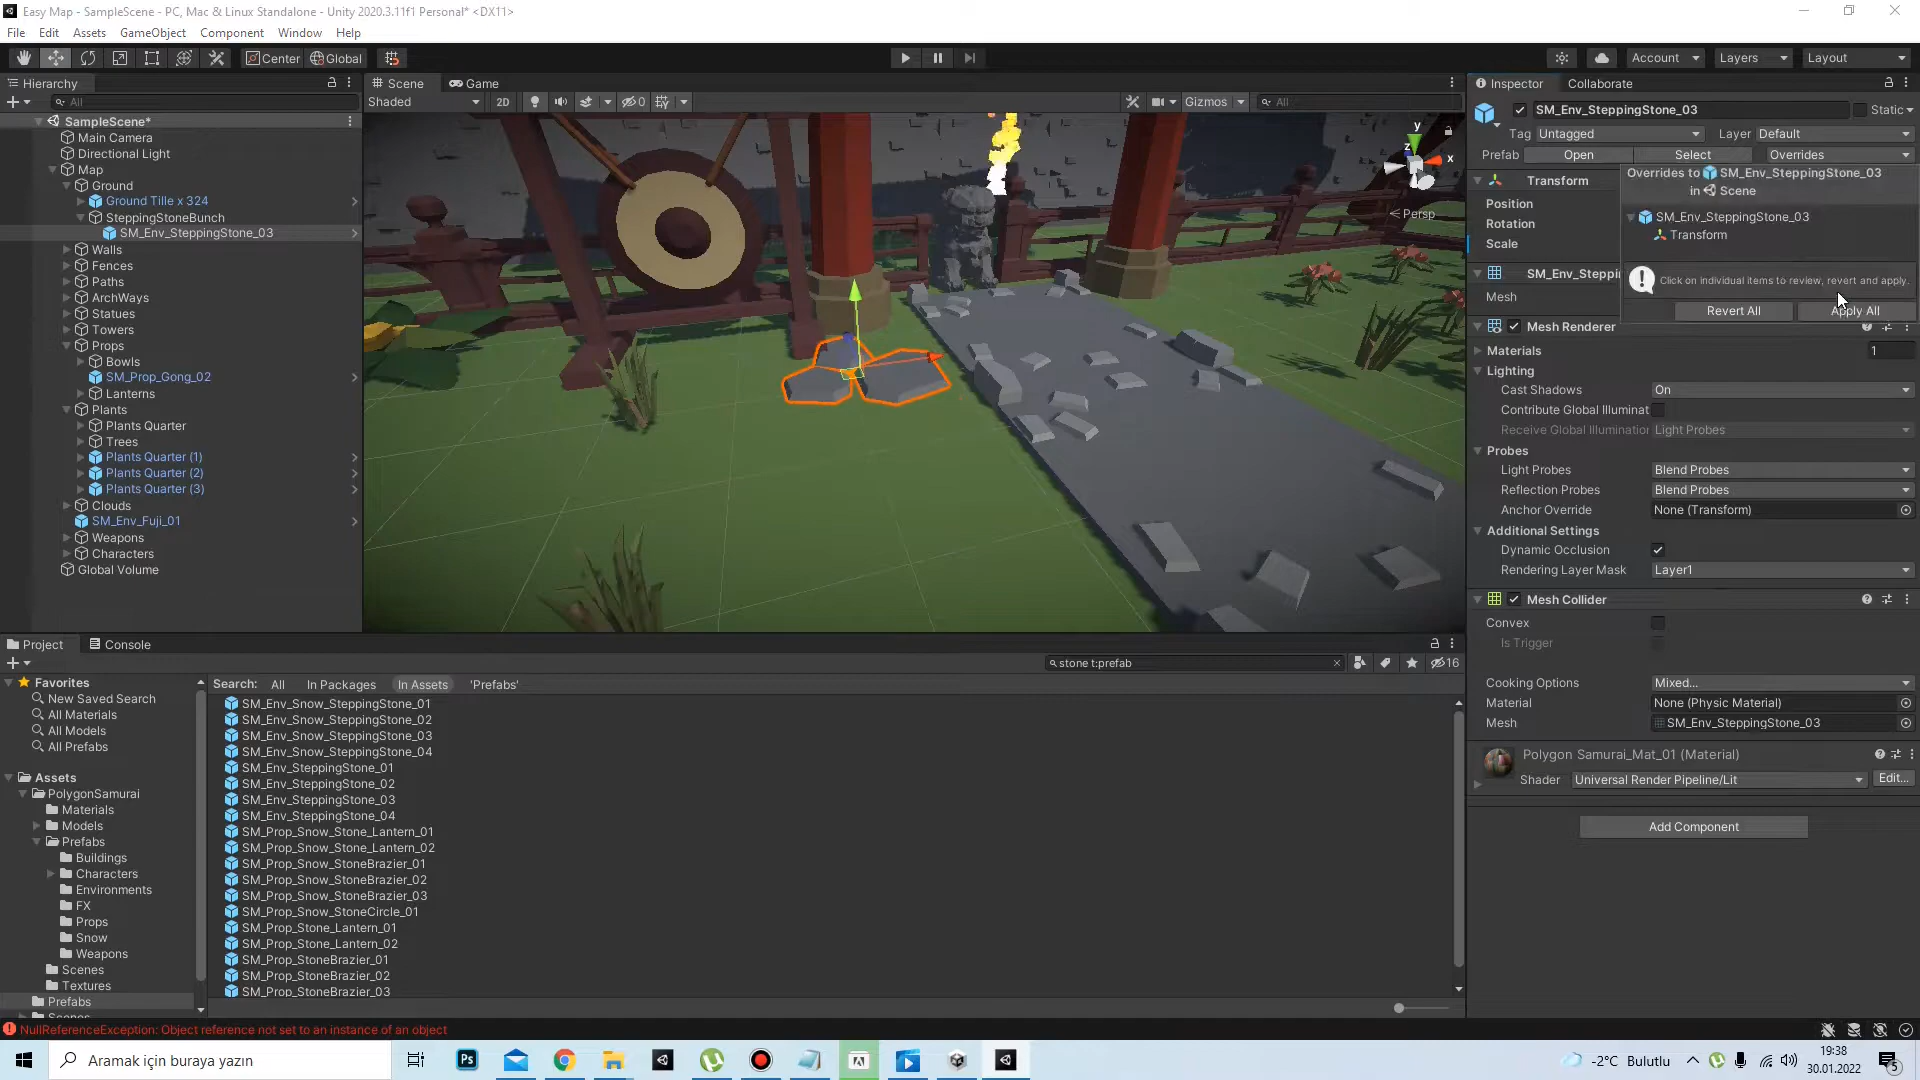 Easy Map - SampleScene - PC, Mac & Linux Standalone - Unity 2020.3.11f1 Personal* <DX11>
File Edit Assets GameObject Component Window Help
Center Global Account Layers Layout
Hierarchy Scene Game Inspector Collaborate
All Shaded 2D 0 Gizmos All
SampleScene*
Main Camera
Directional Light
Map
Ground
Ground Tille x 324
SteppingStoneBunch
SM_Env_SteppingStone_03
Walls
Fences
Paths
ArchWays
Statues
Towers
Props
Bowls
SM_Prop_Gong_02
Lanterns
Plants
Plants Quarter
Trees
Plants Quarter (1)
Plants Quarter (2)
Plants Quarter (3)
Clouds
SM_Env_Fuji_01
Weapons
Characters
Global Volume
y
z
x
Persp
SM_Env_SteppingStone_03 Static
Tag Untagged Layer Default
Prefab Open Select Overrides
Transform
Position
Rotation
Scale
Overrides to SM_Env_SteppingStone_03
in Scene
SM_Env_SteppingStone_03
Transform
Click on individual items to review, revert and apply.
Revert All Apply All
SM_Env_Steppin
Mesh
Mesh Renderer
Materials 1
Lighting
Cast Shadows On
Contribute Global Illuminat
Receive Global Illumination Light Probes
Probes
Light Probes Blend Probes
Reflection Probes Blend Probes
Anchor Override None (Transform)
Additional Settings
Dynamic Occlusion
Rendering Layer Mask Layer1
Mesh Collider
Convex
Is Trigger
Cooking Options Mixed...
Material None (Physic Material)
Mesh SM_Env_SteppingStone_03
Polygon Samurai_Mat_01 (Material)
Shader Universal Render Pipeline/Lit Edit...
Add Component
Project Console
stone t:prefab 16
Favorites
New Saved Search
All Materials
All Models
All Prefabs
Assets
PolygonSamurai
Materials
Models
Prefabs
Buildings
Characters
Environments
FX
Props
Snow
Weapons
Scenes
Textures
Prefabs
Scenes
Search: All In Packages In Assets 'Prefabs'
SM_Env_Snow_SteppingStone_01
SM_Env_Snow_SteppingStone_02
SM_Env_Snow_SteppingStone_03
SM_Env_Snow_SteppingStone_04
SM_Env_SteppingStone_01
SM_Env_SteppingStone_02
SM_Env_SteppingStone_03
SM_Env_SteppingStone_04
SM_Prop_Snow_Stone_Lantern_01
SM_Prop_Snow_Stone_Lantern_02
SM_Prop_Snow_StoneBrazier_01
SM_Prop_Snow_StoneBrazier_02
SM_Prop_Snow_StoneBrazier_03
SM_Prop_Snow_StoneCircle_01
SM_Prop_Stone_Lantern_01
SM_Prop_Stone_Lantern_02
SM_Prop_StoneBrazier_01
SM_Prop_StoneBrazier_02
SM_Prop_StoneBrazier_03
NullReferenceException: Object reference not set to an instance of an object
Aramak için buraya yazın Ps -2°C Bulutlu 19:38
30.01.2022 5